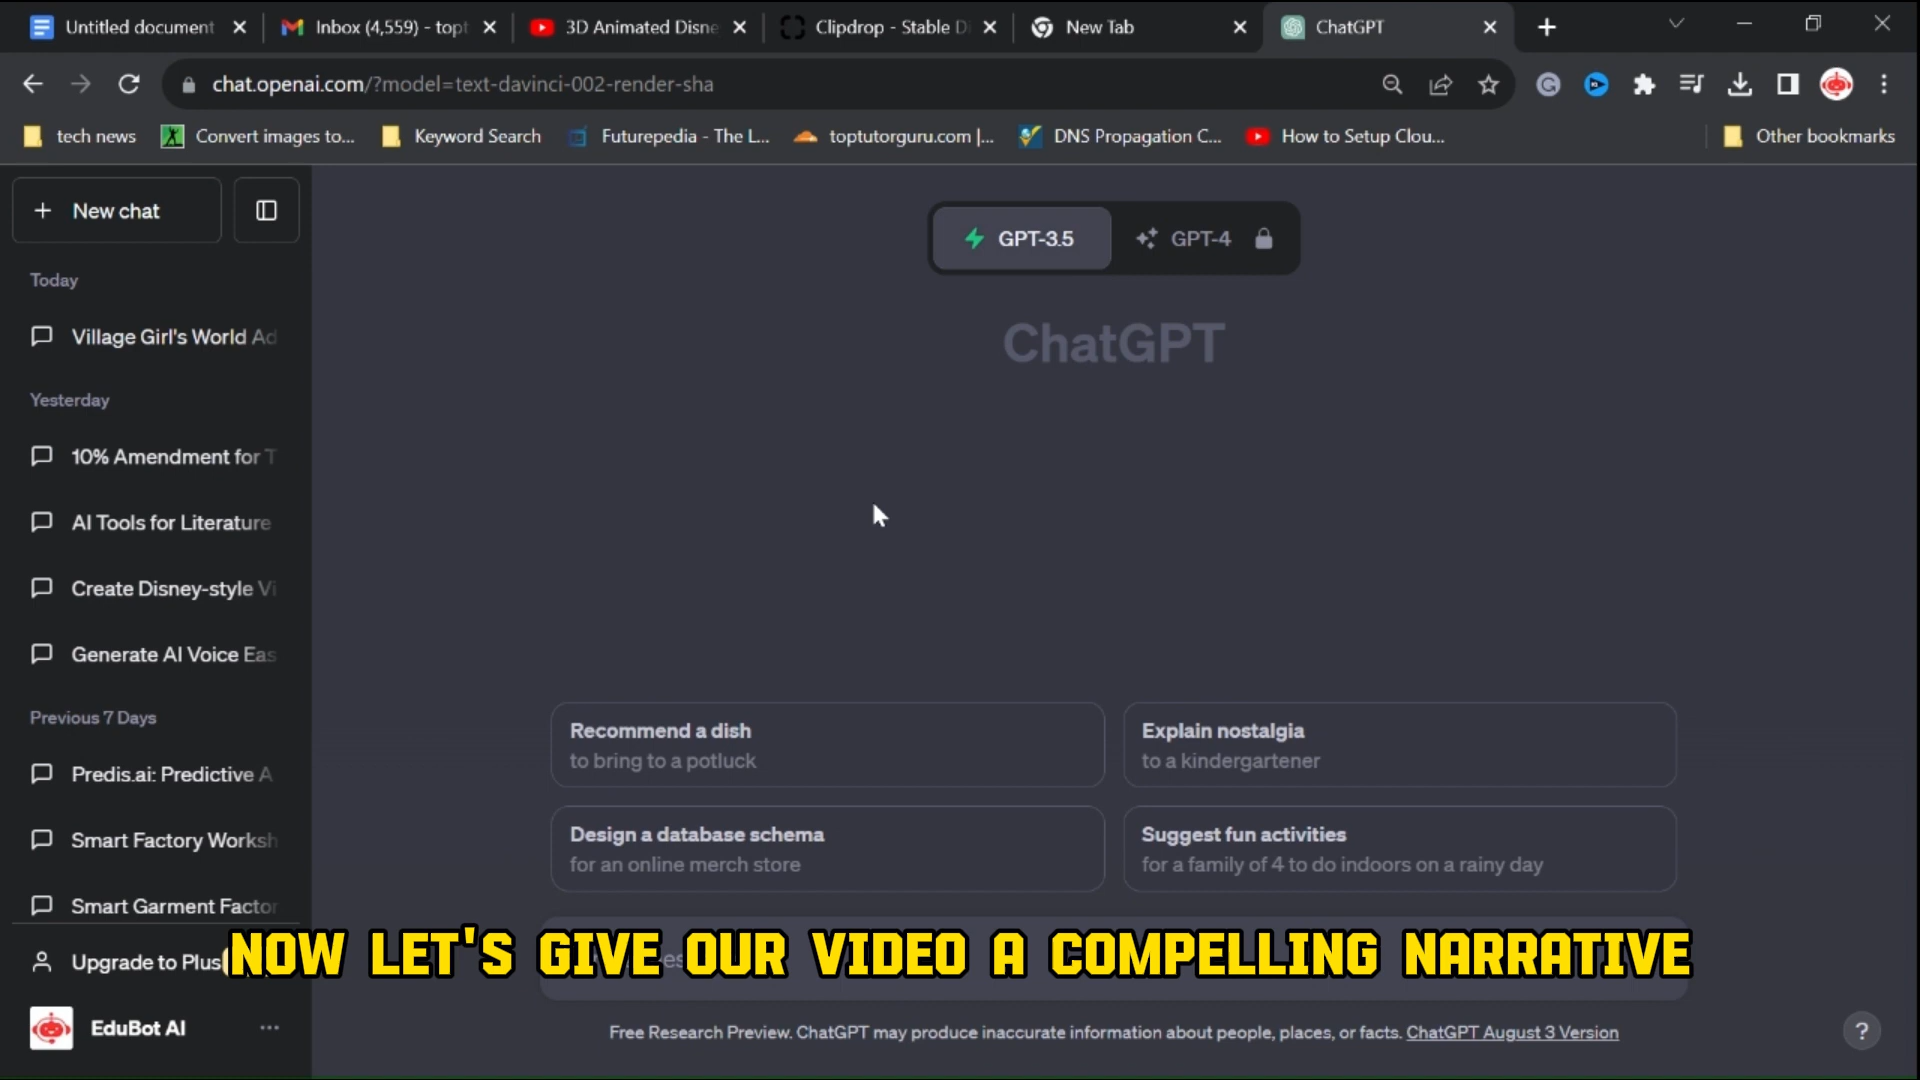 Untitled document
Inbox (4,559) - topt
3D Animated Disne
Clipdrop - Stable D
New Tab
ChatGPT
chat.openai.com/?model=text-davinci-002-render-sha
tech news
Convert images to...
Keyword Search
Futurepedia - The L...
toptutorguru.com |...
DNS Propagation C...
How to Setup Clou...
Other bookmarks
New chat
GPT-3.5
GPT-4
ChatGPT
Today
Village Girl's World Ad
Yesterday
10% Amendment for T
AI Tools for Literature
Create Disney-style Vi
Generate AI Voice Eas
Previous 7 Days
Predis.ai: Predictive A
Smart Factory Worksh
Smart Garment Factor
Recommend a dish
to bring to a potluck
Explain nostalgia
to a kindergartener
Design a database schema
for an online merch store
Suggest fun activities
for a family of 4 to do indoors on a rainy day
Upgrade to Plus
NOW LET'S GIVE OUR VIDEO A COMPELLING NARRATIVE
EduBot AI
Free Research Preview. ChatGPT may produce inaccurate information about people, places, or facts. ChatGPT August 3 Version
?